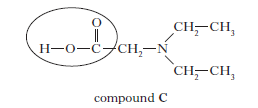 O
CH₂—CH₃
H—O—C—CH₂—N
CH₂—CH₃
compound C